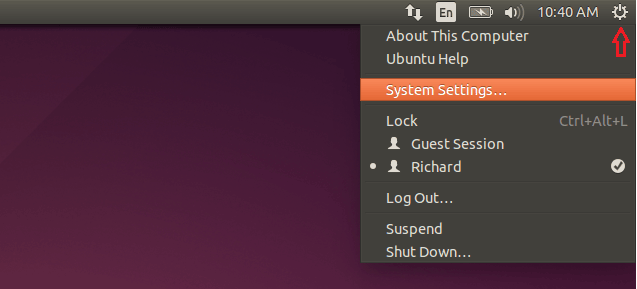 En 10:40 AM
About This Computer
Ubuntu Help
System Settings...
Lock Ctrl+Alt+L
Guest Session
Richard
Log Out...
Suspend
Shut Down...